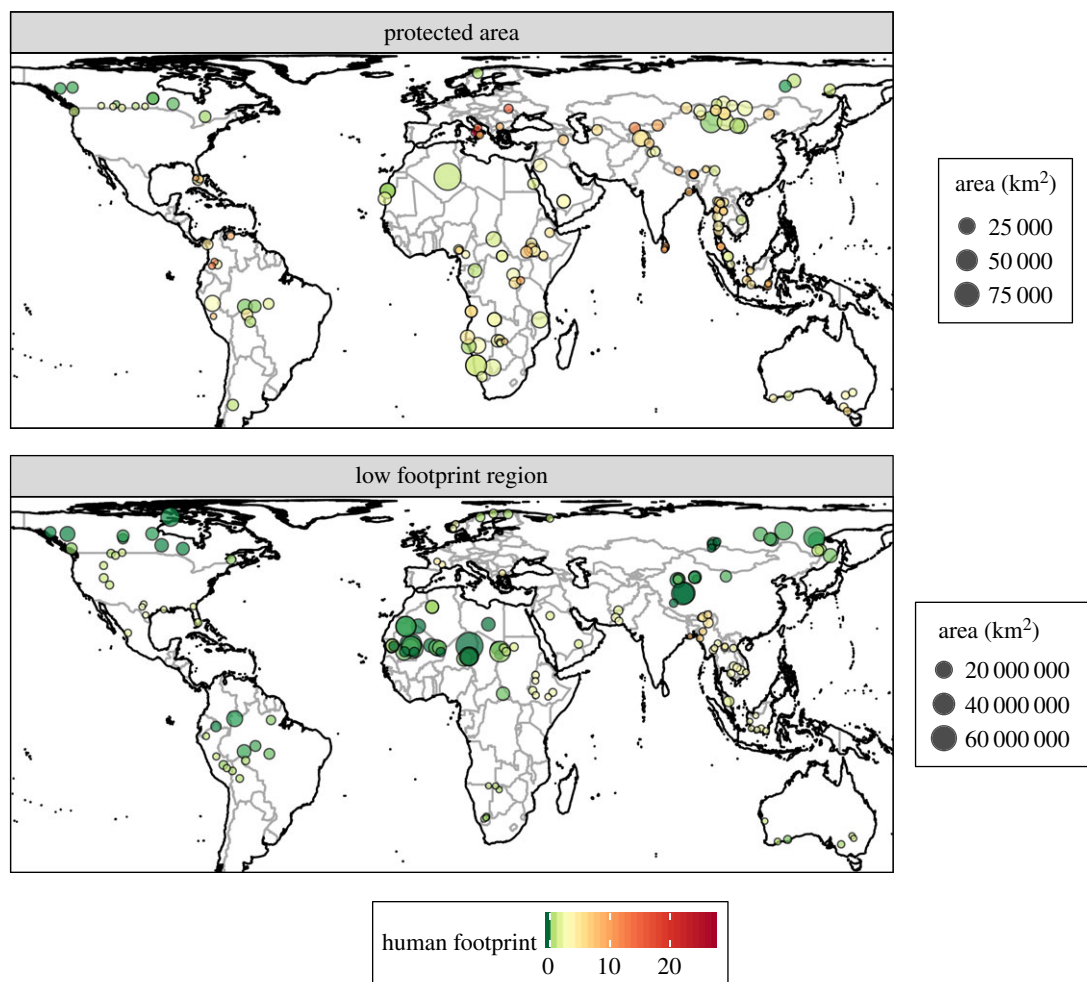 protected area
area (km²)
25 000
50 000
75 000
low footprint region
area (km²)
20 000 000
40 000 000
60 000 000
human footprint
0 10 20